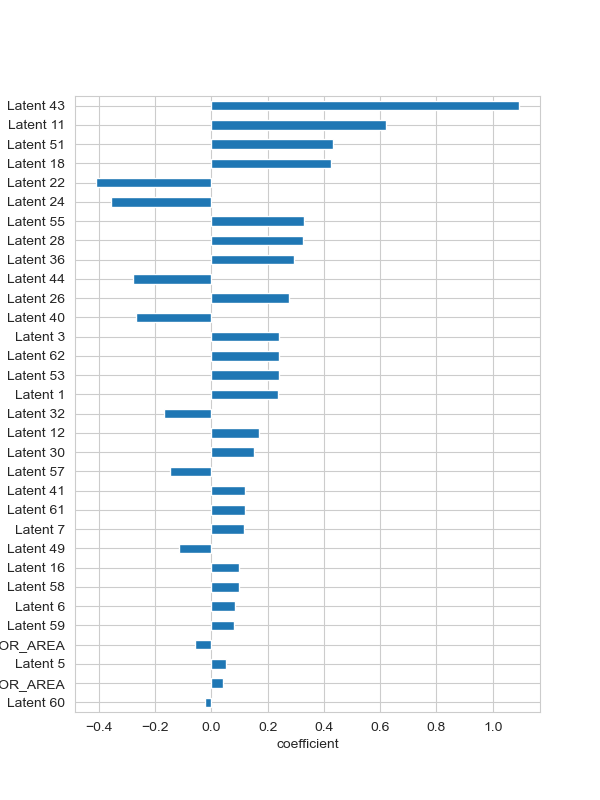 Latent 43
Latent 11
Latent 51
Latent 18
Latent 22
Latent 24
Latent 55
Latent 28
Latent 36
Latent 44
Latent 26
Latent 40
Latent 3
Latent 62
Latent 53
Latent 1
Latent 32
Latent 12
Latent 30
Latent 57
Latent 41
Latent 61
Latent 7
Latent 49
Latent 16
Latent 58
Latent 6
Latent 59
OR_AREA
Latent 5
OR_AREA
Latent 60
−0.4 −0.2 0.0 0.2 0.4 0.6 0.8 1.0
coefficient